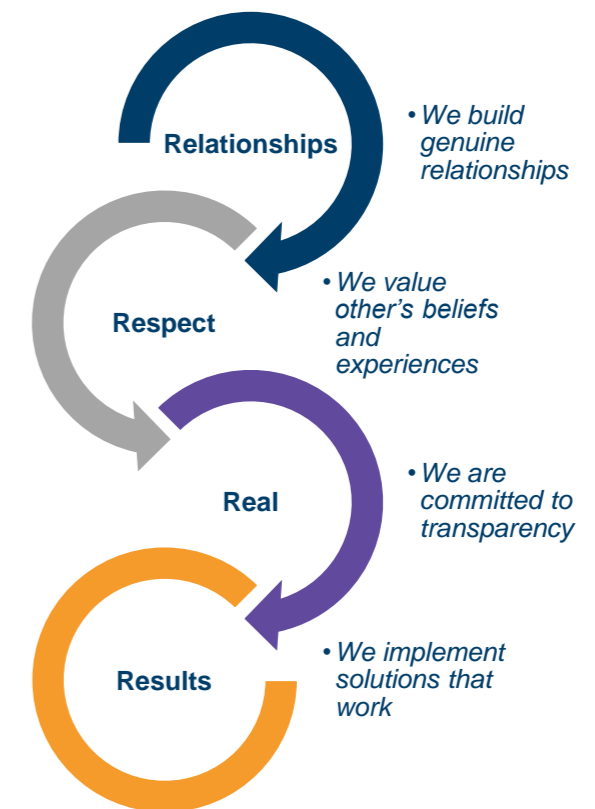 Relationships
• We build
genuine
relationships
Respect
• We value
other's beliefs
and
experiences
Real
• We are
committed to
transparency
Results
• We implement
solutions that
work